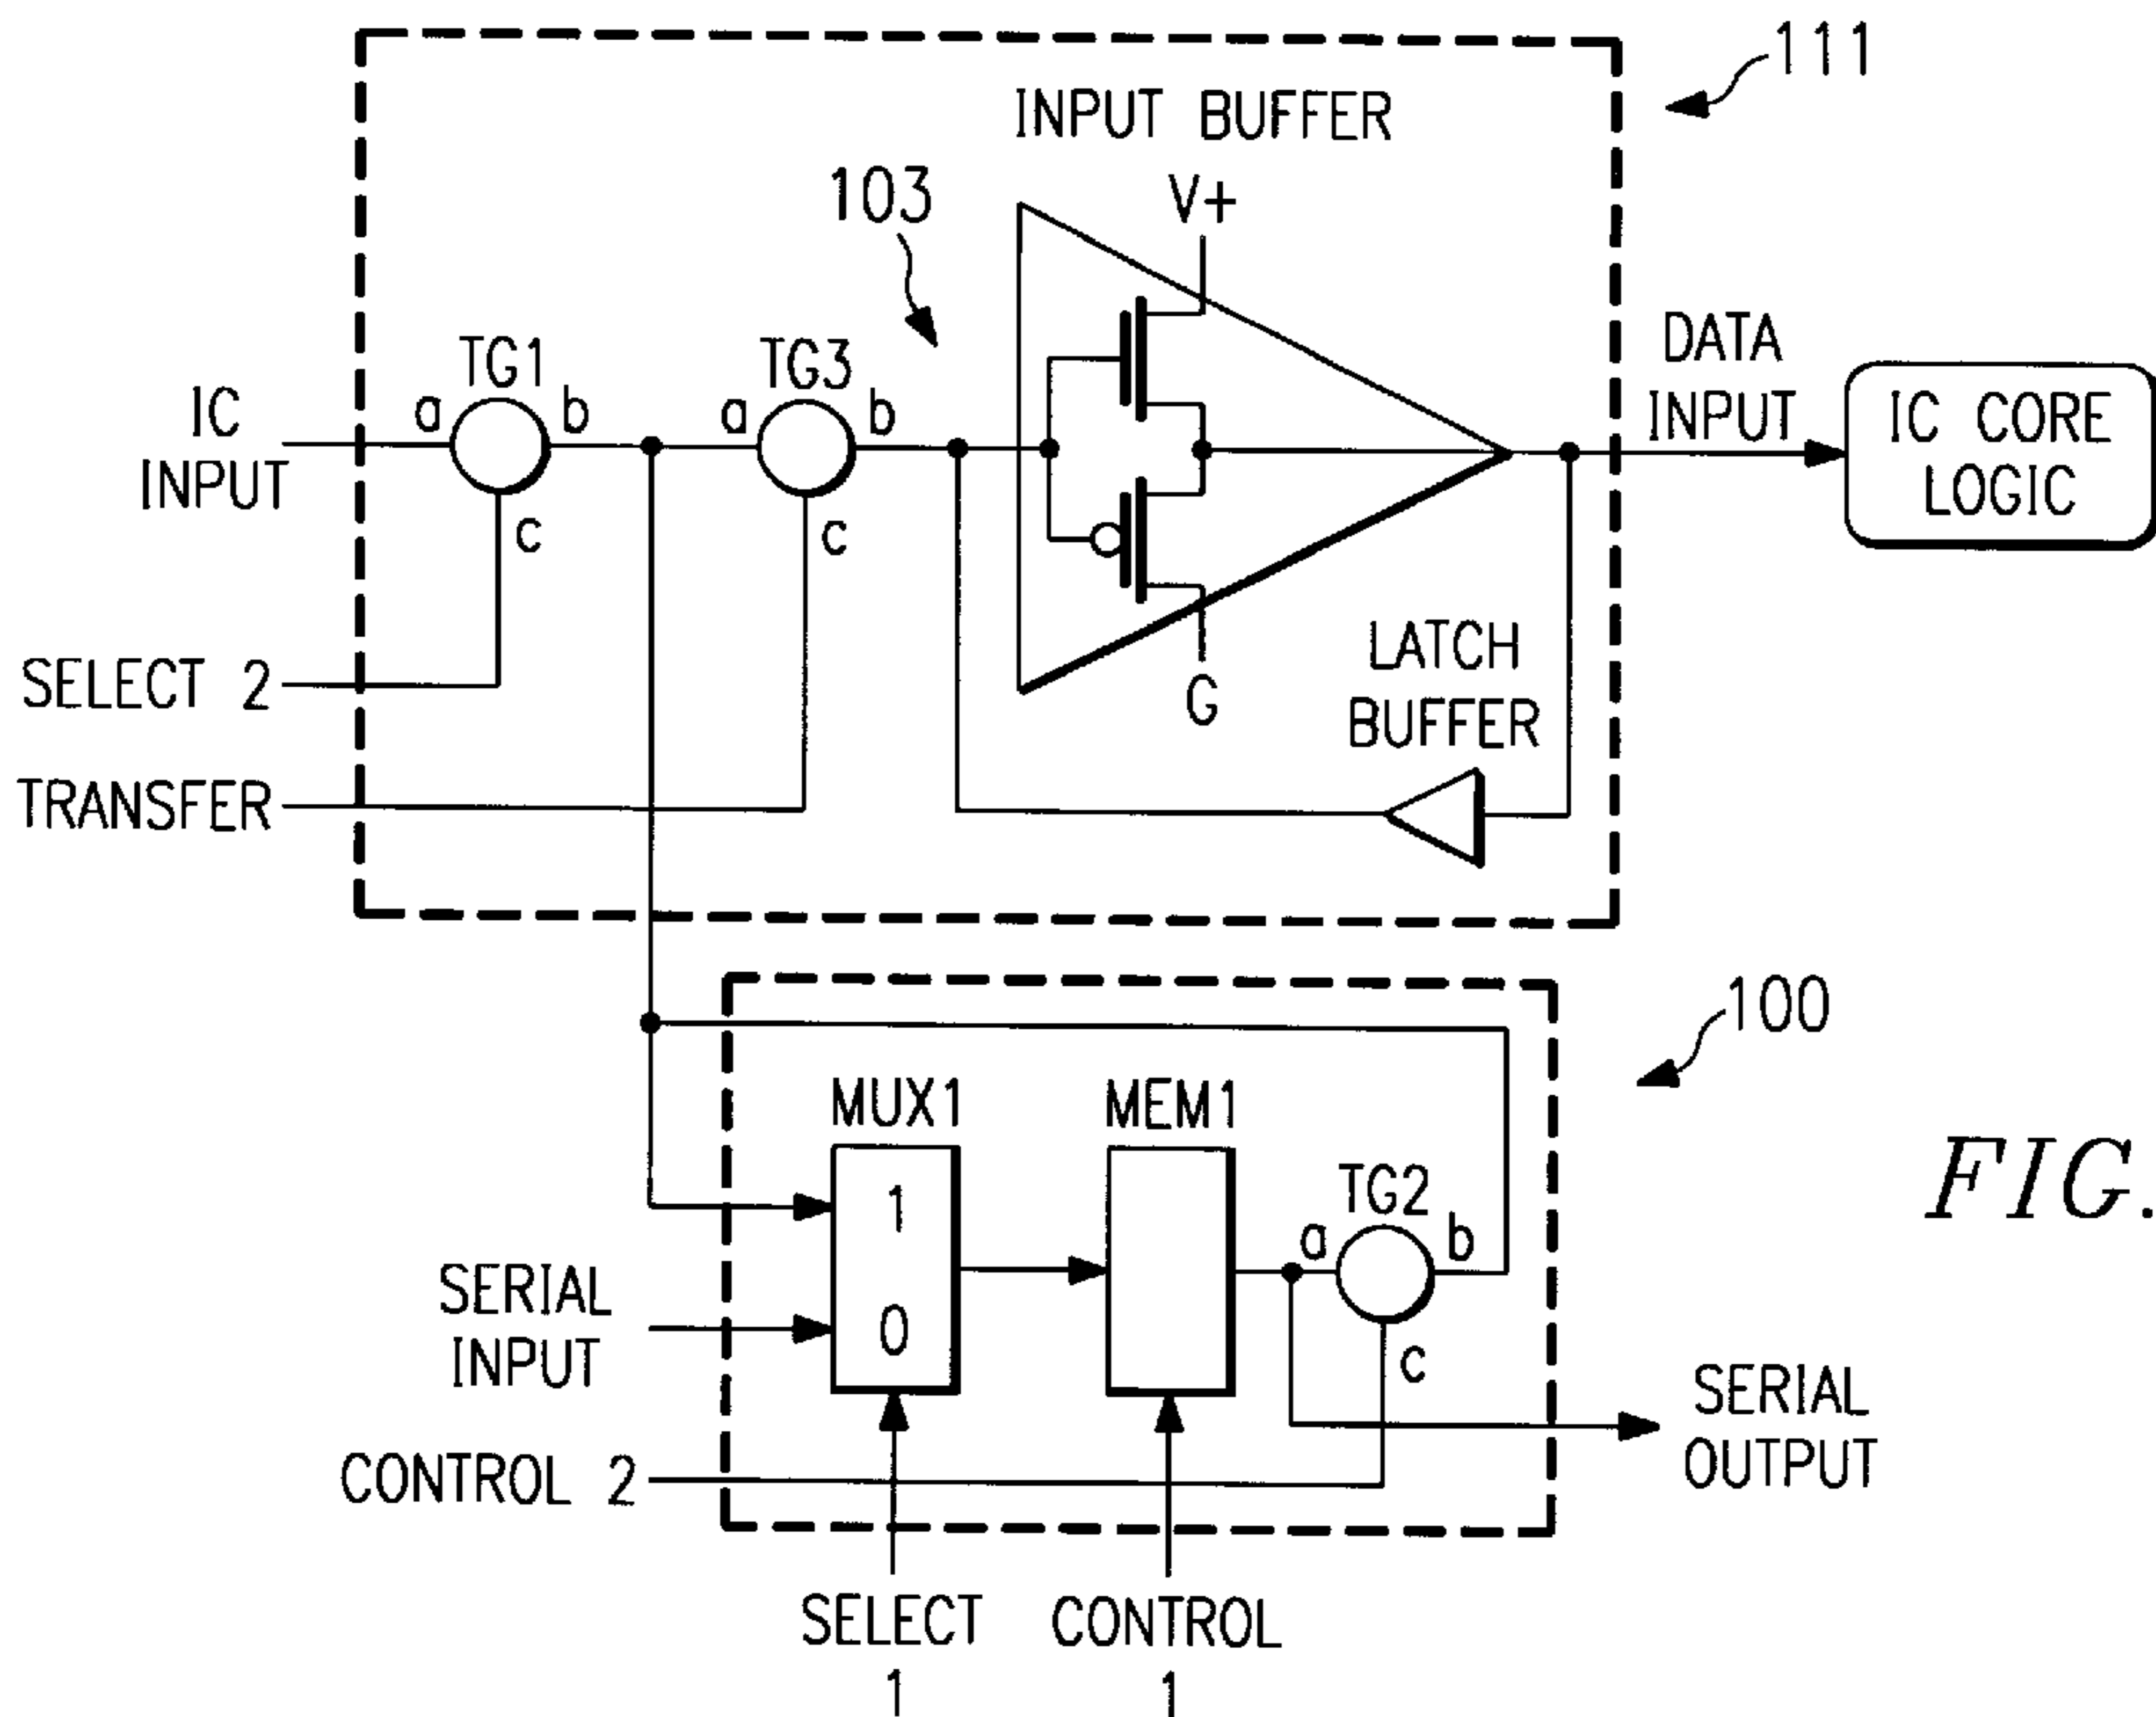 111
INPUT BUFFER
103
V+
TG1
TG3
DATA
INPUT
IC
INPUT
a
b
a
b
IC CORE
LOGIC
c
c
SELECT 2
LATCH
BUFFER
G
TRANSFER
100
MUX1
MEM1
FIG.
1
TG2
a
b
SERIAL
INPUT
0
c
SERIAL
OUTPUT
CONTROL 2
SELECT
1
CONTROL
1